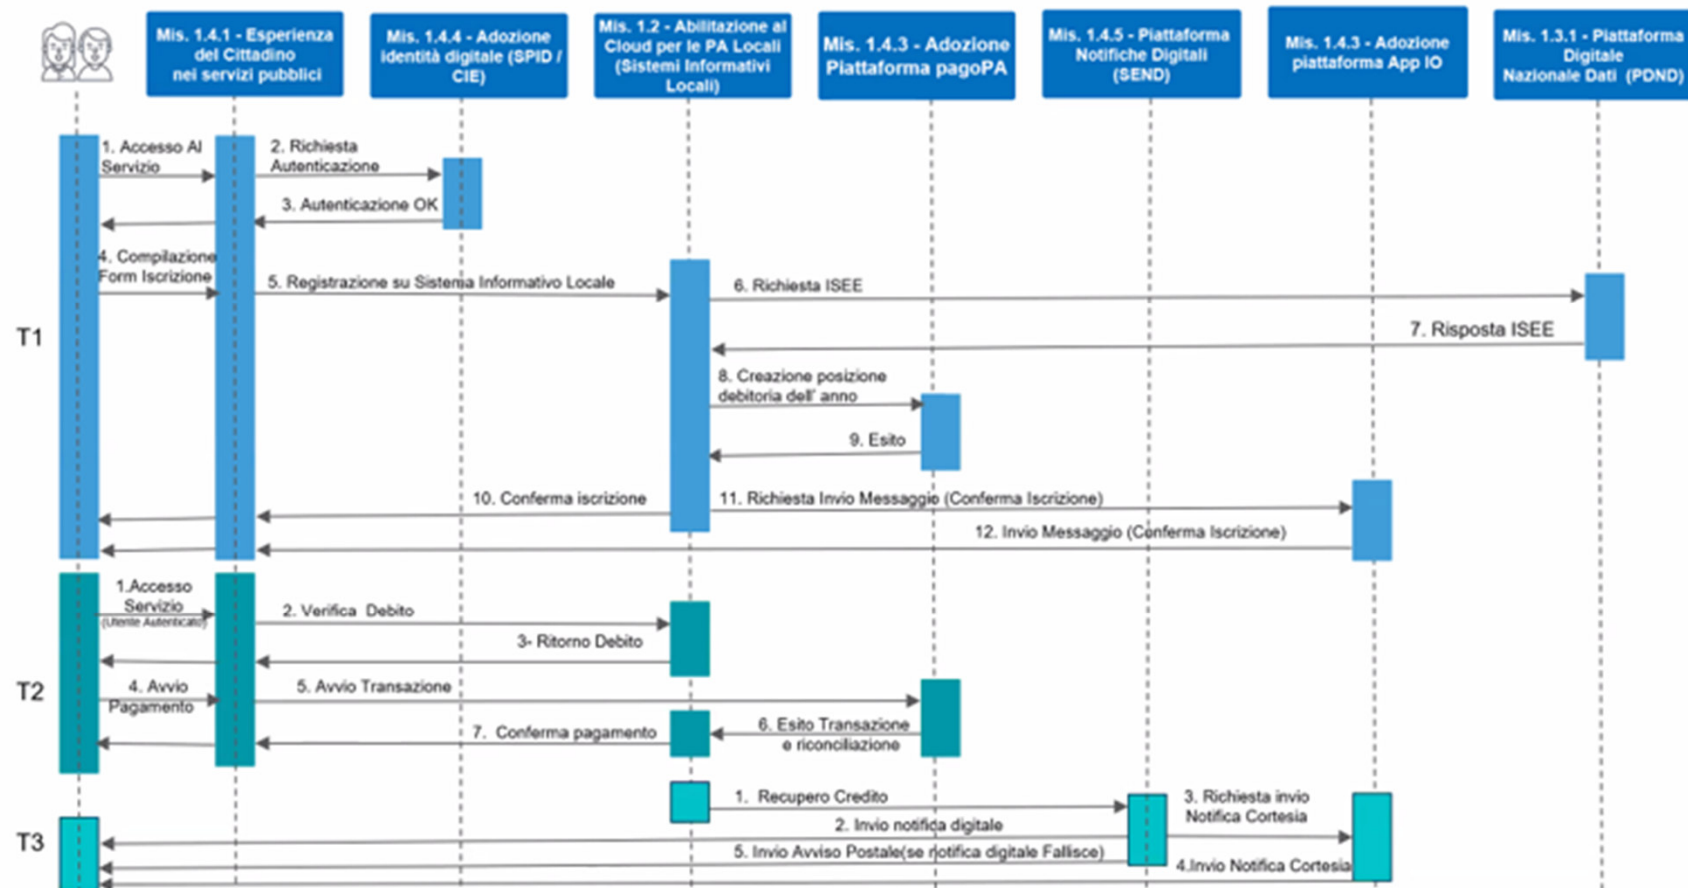 Mis. 1.4.1 - Esperienza
del Cittadino
nei servizi pubblici
Mis. 1.4.4 - Adozione
identità digitale (SPID /
CIE)
Mis. 1.2 - Abilitazione al
Cloud per le PA Locali
(Sistemi Informativi
Locali)
Mis. 1.4.3 - Adozione
Piattaforma pagoPA
Mis. 1.4.5 - Piattaforma
Notifiche Digitali
(SEND)
Mis. 1.4.3 - Adozione
piattaforma App IO
Mis. 1.3.1 - Piattaforma
Digitale
Nazionale Dati (PDND)
T1
1. Accesso Al
Servizio
2. Richiesta
Autenticazione
3. Autenticazione OK
4. Compilazione
Form Iscrizione
5. Registrazione su Sistema Informativo Locale
6. Richiesta ISEE
7. Risposta ISEE
8. Creazione posizione
debitoria dell' anno
9. Esito
10. Conferma iscrizione
11. Richiesta Invio Messaggio (Conferma Iscrizione)
12. Invio Messaggio (Conferma Iscrizione)
T2
1.Accesso
Servizio
(Utente Autenticato)
2. Verifica Debito
3- Ritorno Debito
4. Avvio
Pagamento
5. Avvio Transazione
6. Esito Transazione
e riconciliazione
7. Conferma pagamento
T3
1. Recupero Credito
2. Invio notifica digitale
3. Richiesta invio
Notifica Cortesia
5. Invio Avviso Postale(se notifica digitale Fallisce)
4.Invio Notifica Cortesia